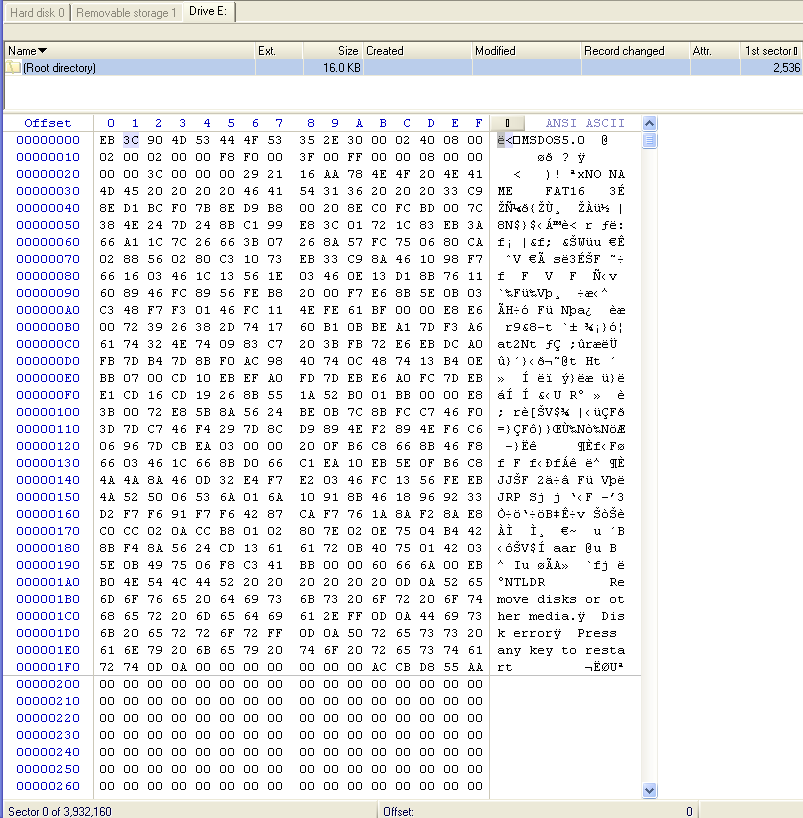 Hard disk 0 Removable storage 1 Drive E:
Name Ext. Size Created Modified Record changed Attr. 1st sector
(Root directory) 16.0 KB 2,536
Offset 0 1 2 3 4 5 6 7 8 9 A B C D E F ANSI ASCII
00000000 EB 3C 90 4D 53 44 4F 53 35 2E 30 00 02 40 08 00 ë<□MSDOS5.0 @
00000010 02 00 02 00 00 F8 F0 00 3F 00 FF 00 00 08 00 00 øð ? ÿ
00000020 00 00 3C 00 00 00 29 21 16 AA 78 4E 4F 20 4E 41 < )! ªxNO NA
00000030 4D 45 20 20 20 20 46 41 54 31 36 20 20 20 33 C9 ME FAT16 3É
00000040 8E D1 BC F0 7B 8E D9 B8 00 20 8E C0 FC BD 00 7C ŽÑ¼ð{ŽÙ¸ ŽÀü½ |
00000050 38 4E 24 7D 24 8B C1 99 E8 3C 01 72 1C 83 EB 3A 8N$}$‹Á™è< r ƒë:
00000060 66 A1 1C 7C 26 66 3B 07 26 8A 57 FC 75 06 80 CA f¡ |&f; &ŠWüu €Ê
00000070 02 88 56 02 80 C3 10 73 EB 33 C9 8A 46 10 98 F7 ˆV €Ã së3ÉŠF ˜÷
00000080 66 16 03 46 1C 13 56 1E 03 46 0E 13 D1 8B 76 11 f F V F Ñ‹v
00000090 60 89 46 FC 89 56 FE B8 20 00 F7 E6 8B 5E 0B 03 `‰Fü‰Vþ¸ ÷æ‹^
000000A0 C3 48 F7 F3 01 46 FC 11 4E FE 61 BF 00 00 E8 E6 ÃH÷ó Fü Nþa¿ èæ
000000B0 00 72 39 26 38 2D 74 17 60 B1 0B BE A1 7D F3 A6 r9&8-t `± ¾¡}ó¦
000000C0 61 74 32 4E 74 09 83 C7 20 3B FB 72 E6 EB DC A0 at2Nt ƒÇ ;ûræëÜ
000000D0 FB 7D B4 7D 8B F0 AC 98 40 74 0C 48 74 13 B4 0E û}´}‹ð¬˜@t Ht ´
000000E0 BB 07 00 CD 10 EB EF A0 FD 7D EB E6 A0 FC 7D EB » Í ëï ý}ëæ ü}ë
000000F0 E1 CD 16 CD 19 26 8B 55 1A 52 B0 01 BB 00 00 E8 áÍ Í &‹U R° » è
00000100 3B 00 72 E8 5B 8A 56 24 BE 0B 7C 8B FC C7 46 F0 ; rè[ŠV$¾ |‹üÇFð
00000110 3D 7D C7 46 F4 29 7D 8C D9 89 4E F2 89 4E F6 C6 =}ÇFô)}ŒÙ‰Nò‰NöÆ
00000120 06 96 7D CB EA 03 00 00 20 0F B6 C8 66 8B 46 F8 –}Ëê ¶Èf‹Fø
00000130 66 03 46 1C 66 8B D0 66 C1 EA 10 EB 5E 0F B6 C8 f F f‹ÐfÁê ë^ ¶È
00000140 4A 4A 8A 46 0D 32 E4 F7 E2 03 46 FC 13 56 FE EB JJŠF 2ä÷â Fü Vþë
00000150 4A 52 50 06 53 6A 01 6A 10 91 8B 46 18 96 92 33 JRP Sj j ‘‹F –’3
00000160 D2 F7 F6 91 F7 F6 42 87 CA F7 76 1A 8A F2 8A E8 Ò÷ö‘÷öB‡Ê÷v ŠòŠè
00000170 C0 CC 02 0A CC B8 01 02 80 7E 02 0E 75 04 B4 42 ÀÌ Ì¸ €~ u ´B
00000180 8B F4 8A 56 24 CD 13 61 61 72 0B 40 75 01 42 03 ‹ôŠV$Í aar @u B
00000190 5E 0B 49 75 06 F8 C3 41 BB 00 00 60 66 6A 00 EB ^ Iu øÃA» `fj ë
000001A0 B0 4E 54 4C 44 52 20 20 20 20 20 20 0D 0A 52 65 °NTLDR Re
000001B0 6D 6F 76 65 20 64 69 73 6B 73 20 6F 72 20 6F 74 move disks or ot
000001C0 68 65 72 20 6D 65 64 69 61 2E FF 0D 0A 44 69 73 her media.ÿ Dis
000001D0 6B 20 65 72 72 6F 72 FF 0D 0A 50 72 65 73 73 20 k errorÿ Press
000001E0 61 6E 79 20 6B 65 79 20 74 6F 20 72 65 73 74 61 any key to resta
000001F0 72 74 0D 0A 00 00 00 00 00 00 00 AC CB D8 55 AA rt ¬ËØUª
00000200 00 00 00 00 00 00 00 00 00 00 00 00 00 00 00 00
00000210 00 00 00 00 00 00 00 00 00 00 00 00 00 00 00 00
00000220 00 00 00 00 00 00 00 00 00 00 00 00 00 00 00 00
00000230 00 00 00 00 00 00 00 00 00 00 00 00 00 00 00 00
00000240 00 00 00 00 00 00 00 00 00 00 00 00 00 00 00 00
00000250 00 00 00 00 00 00 00 00 00 00 00 00 00 00 00 00
00000260 00 00 00 00 00 00 00 00 00 00 00 00 00 00 00 00
Sector 0 of 3,932,160 Offset: 0